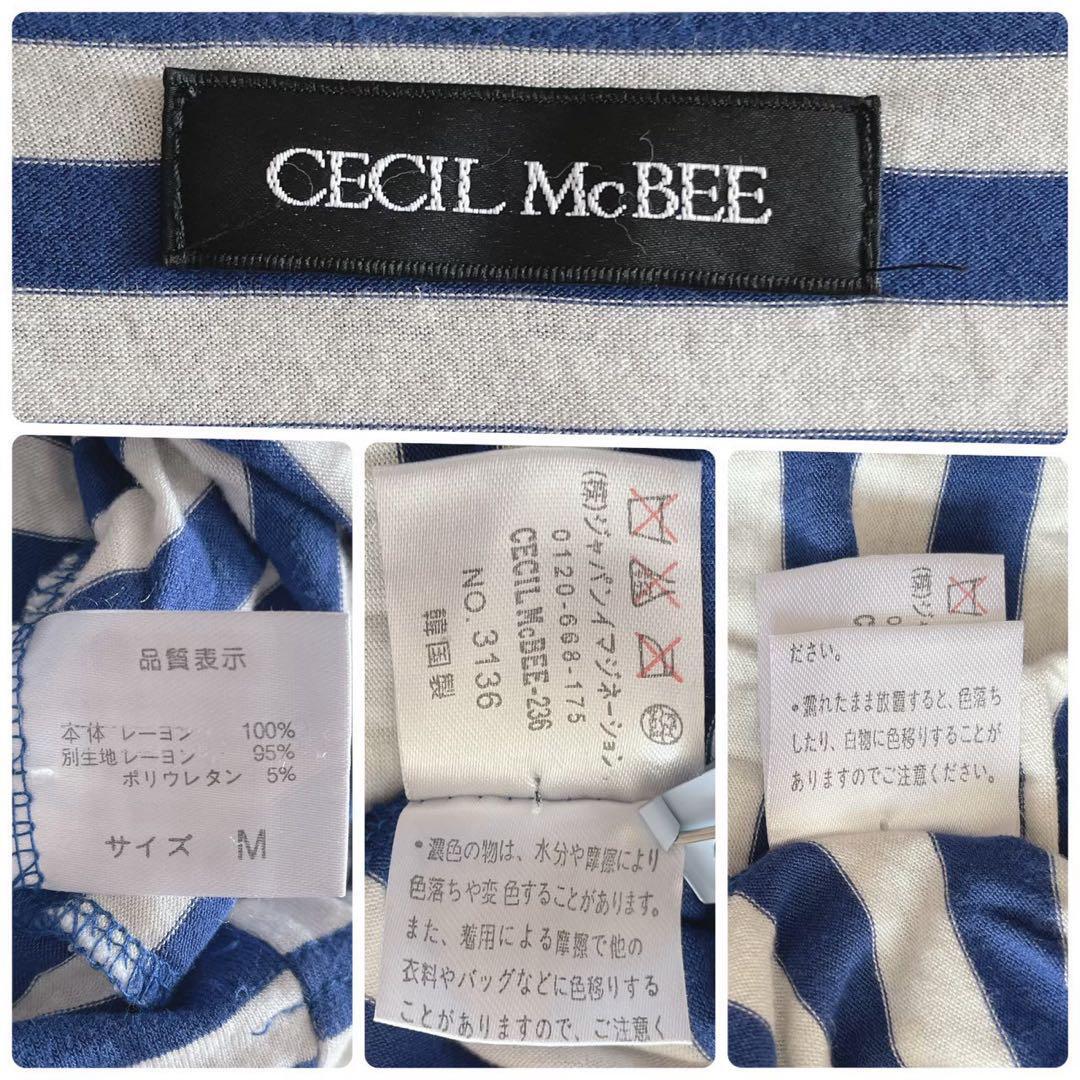 CECIL McBEE
品質表示
本体 レーヨン 100%
別生地 レーヨン 95%
ポリウレタン 5%
サイズ M
(株)ジャパンイマジネーション
0120-668-175
CECIL McBEE-236
NO.3136
韓国製
・濃色の物は、水分や摩擦により
色落ちや変色することがあります。
また、着用による摩擦で他の
衣料やバッグなどに色移りする
ことがありますので、ご注意く
(株)ジ
0
C
ださい。
・濡れたまま放置すると、色落ち
したり、白物に色移りすることが
ありますのでご注意ください。